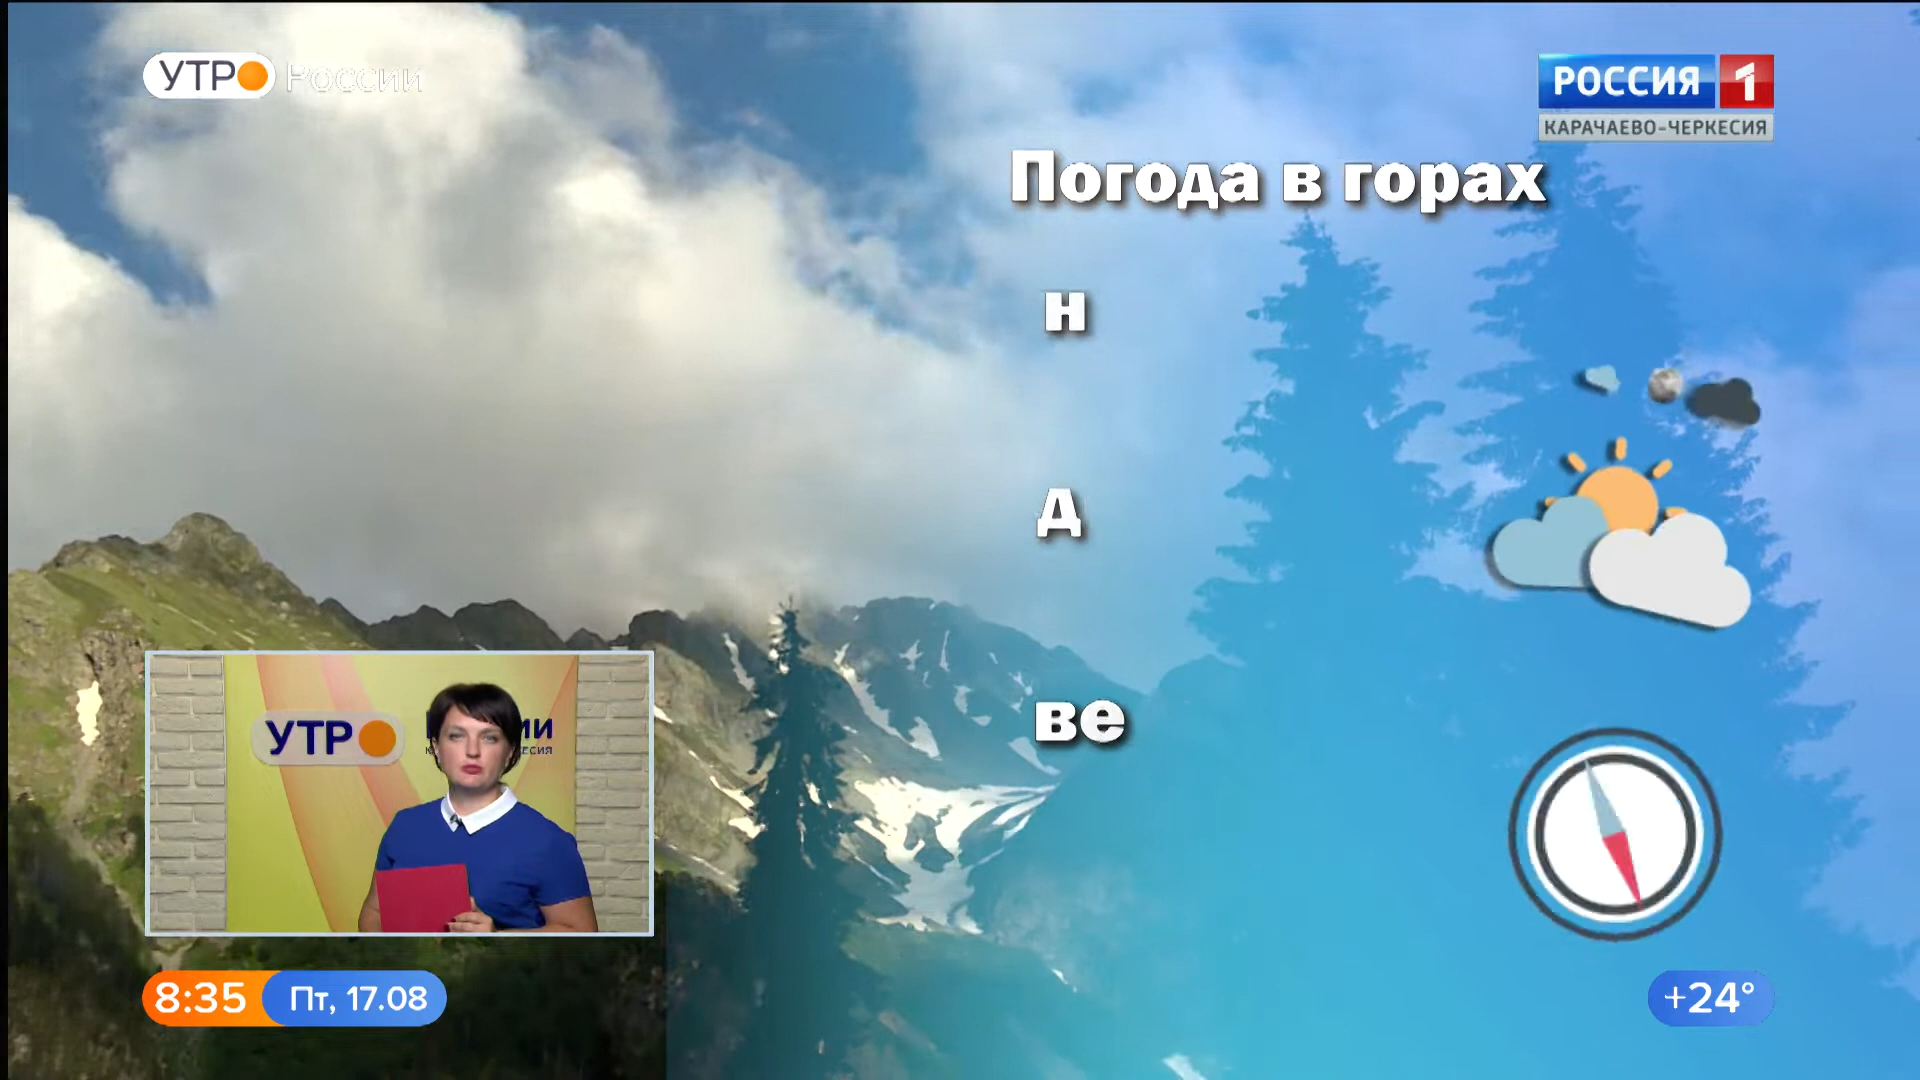 УТРО России
РОССИЯ 1
КАРАЧАЕВО-ЧЕРКЕСИЯ
Погода в горах
н
д
ве
УТРО
8:35 Пт, 17.08
+24°